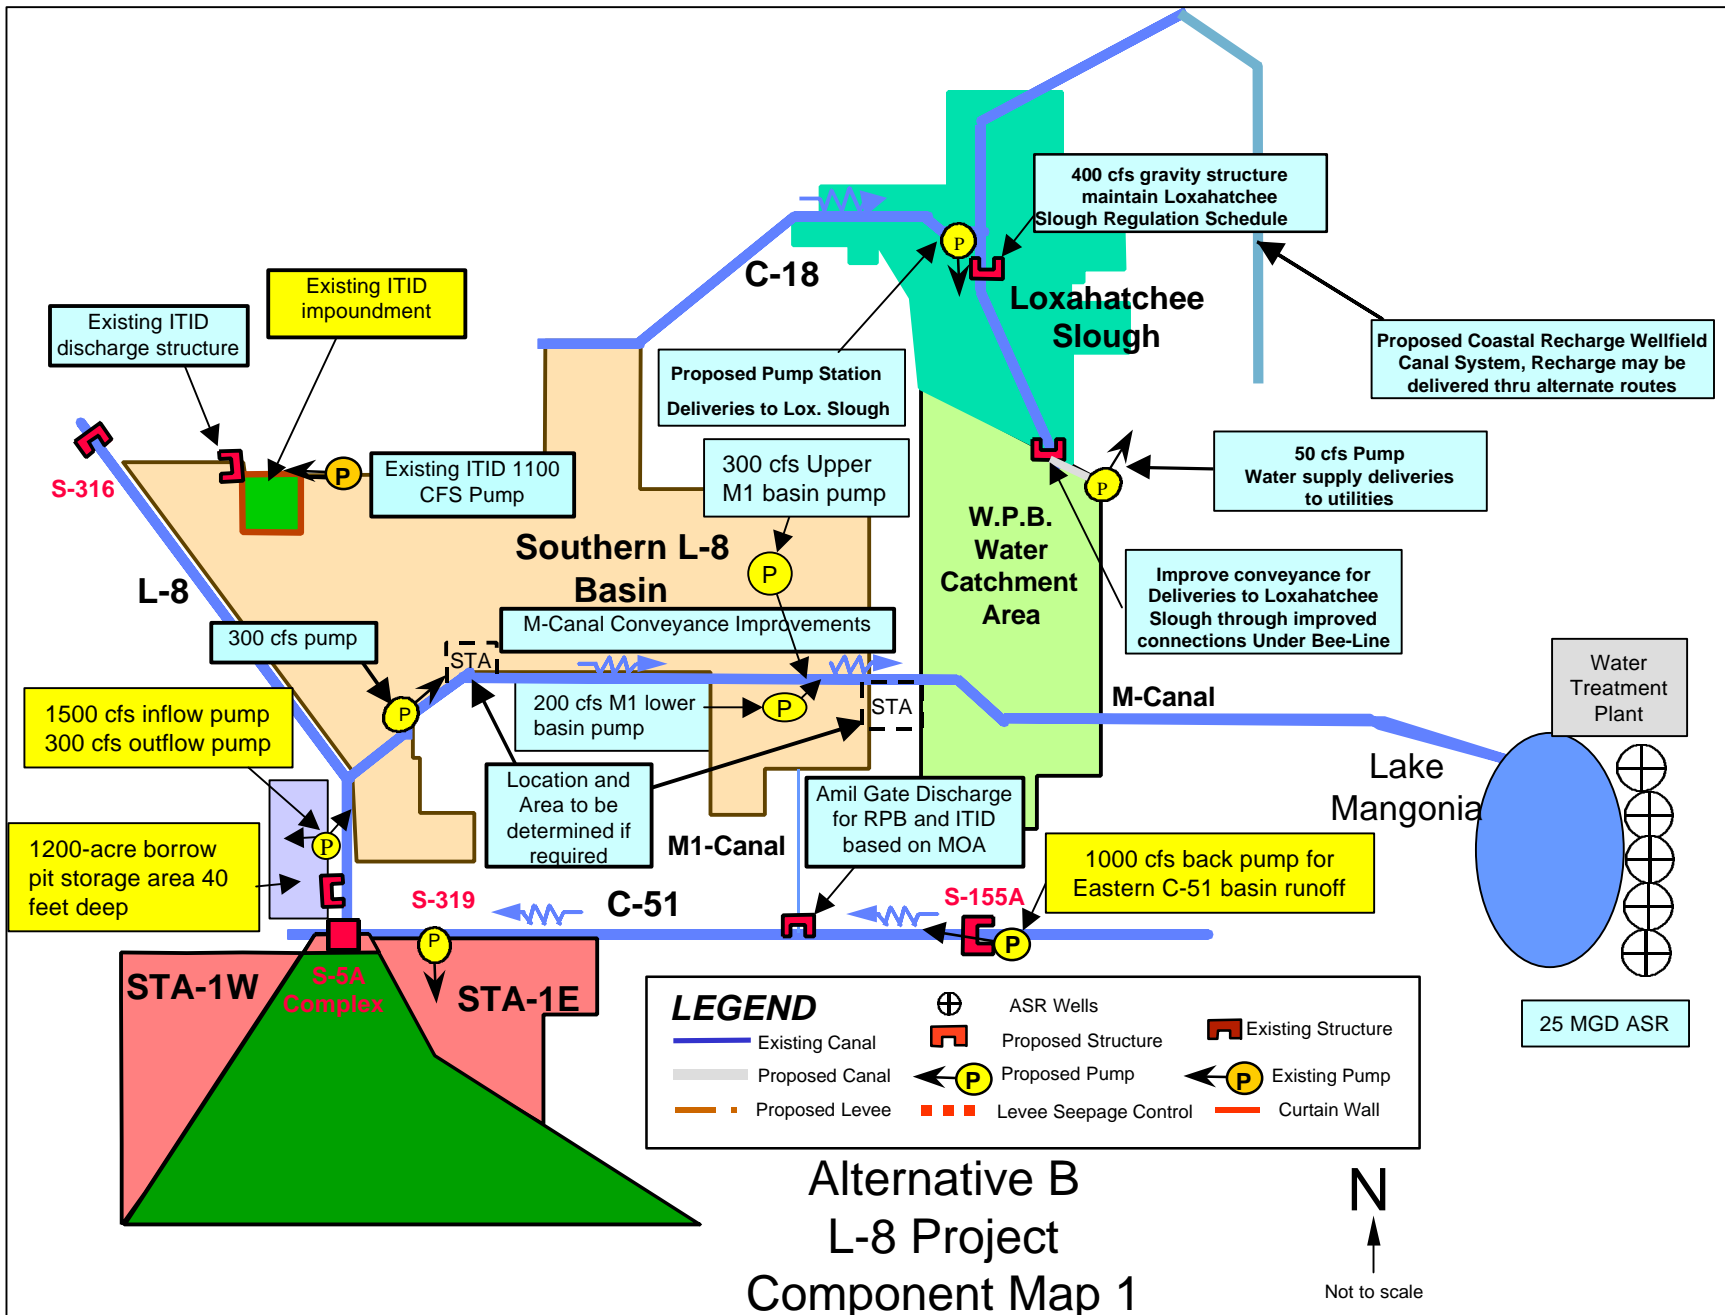 400 cfs gravity structure
maintain Loxahatchee
Slough Regulation Schedule
P
C-18
Existing ITID
impoundment
Existing ITID
discharge structure
Loxahatchee
Slough
Proposed Coastal Recharge Wellfield
Canal System, Recharge may be
delivered thru alternate routes
Proposed Pump Station
Deliveries to Lox. Slough
S-316
P
Existing ITID 1100
CFS Pump
300 cfs Upper
M1 basin pump
P
50 cfs Pump
Water supply deliveries
to utilities
W.P.B.
Water
Catchment
Area
Southern L-8
Basin
P
L-8
Improve conveyance for
Deliveries to Loxahatchee
Slough through improved
connections Under Bee-Line
M-Canal Conveyance Improvements
300 cfs pump
STA
Water
Treatment
Plant
P
200 cfs M1 lower
basin pump
P
STA
M-Canal
1500 cfs inflow pump
300 cfs outflow pump
Location and
Area to be
determined if
required
Lake
Mangonia
Amil Gate Discharge
for RPB and ITID
based on MOA
M1-Canal
P
1200-acre borrow
pit storage area 40
feet deep
1000 cfs back pump for
Eastern C-51 basin runoff
S-319
C-51
S-155A
P
P
STA-1W
S-5A
Complex
STA-1E
LEGEND
ASR Wells
Existing Canal
Proposed Structure
Existing Structure
Proposed Canal
P
Proposed Pump
P
Existing Pump
Proposed Levee
Levee Seepage Control
Curtain Wall
25 MGD ASR
Alternative B
L-8 Project
Component Map 1
N
Not to scale